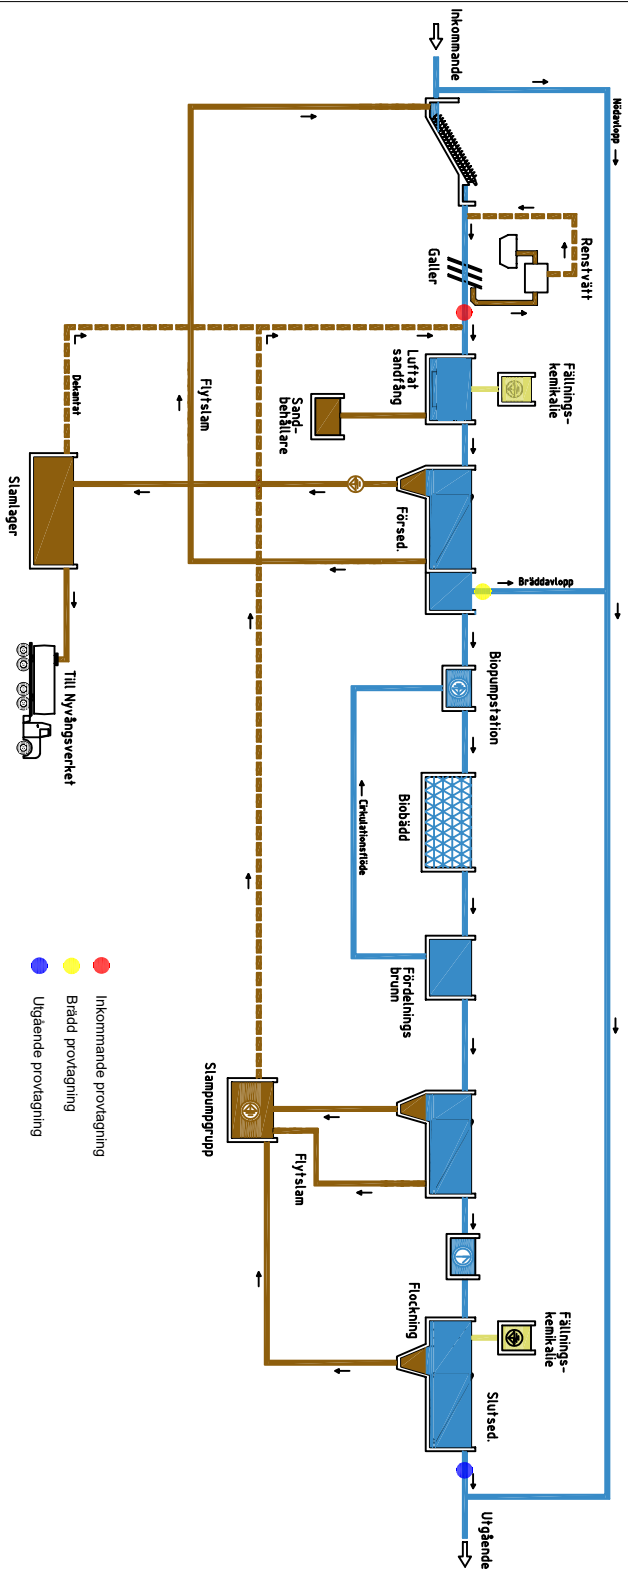 Inkommande
Nödavlopp
Renstvätt
Galler
Fällnings-
kemikalie
Luftat
sandfång
Sand-
behållare
Flytslam
Dekantat
Slamlager
Försed.
Bräddavlopp
Till Nyvångsverket
Biopumpstation
Biobädd
Cirkulationsflöde
Fördelnings
brunn
Slampumpgrupp
Flytslam
Flockning
Fällnings-
kemikalie
Slutsed.
Utgående
Inkommande provtagning
Brädd provtagning
Utgående provtagning